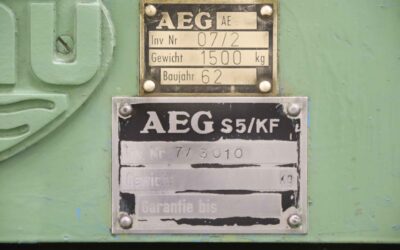 AEG AE
Inv Nr 07/2
Gewicht 1500 kg
Baujahr 62
AEG S5/KF
Inv Nr 7/3010
Gewicht kg
Garantie bis